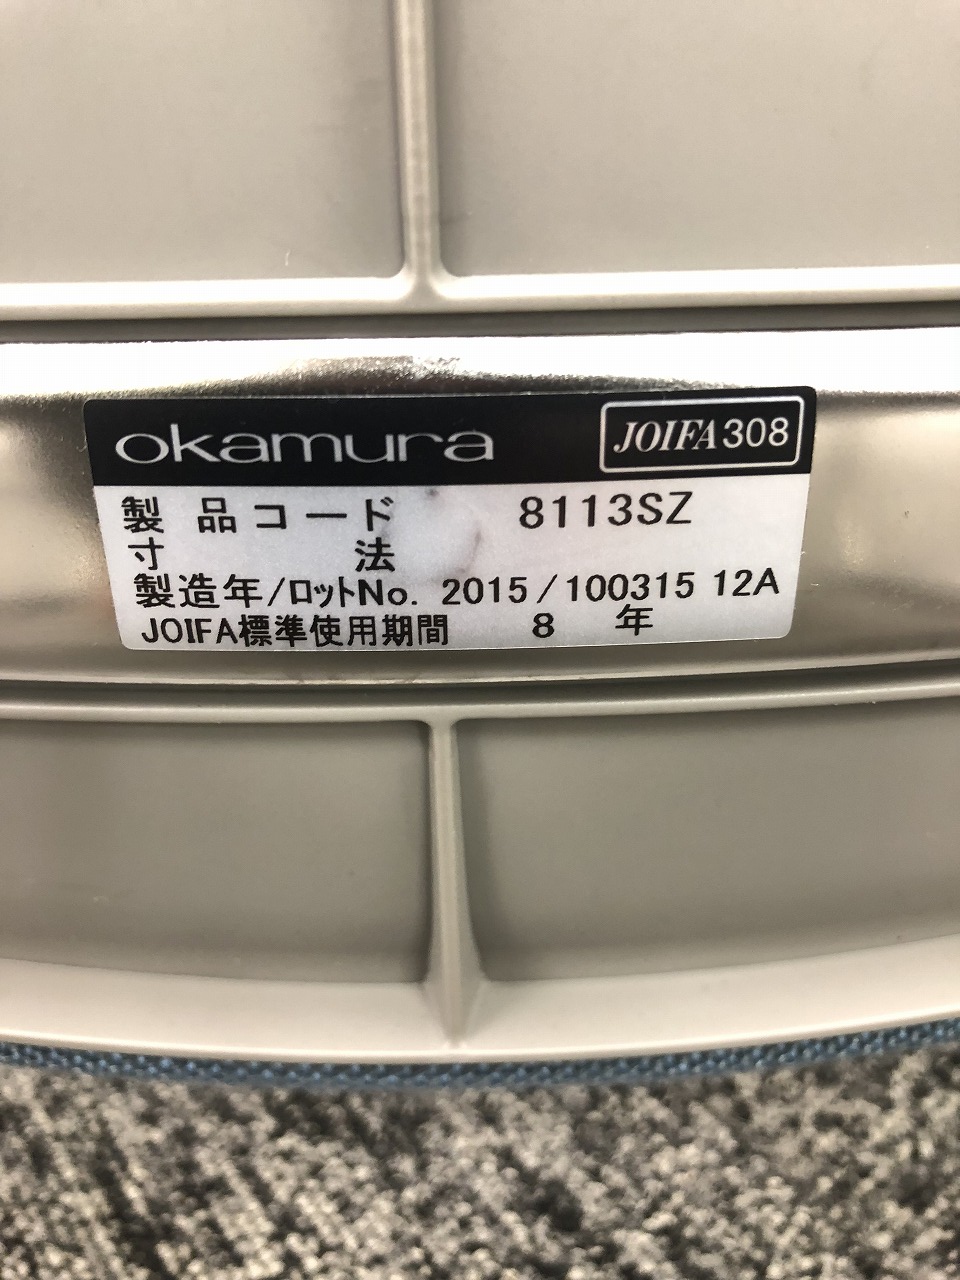 okamura JOIFA308
製品コード 8113SZ
寸法
製造年/ロットNo. 2015/100315 12A
JOIFA標準使用期間 8 年